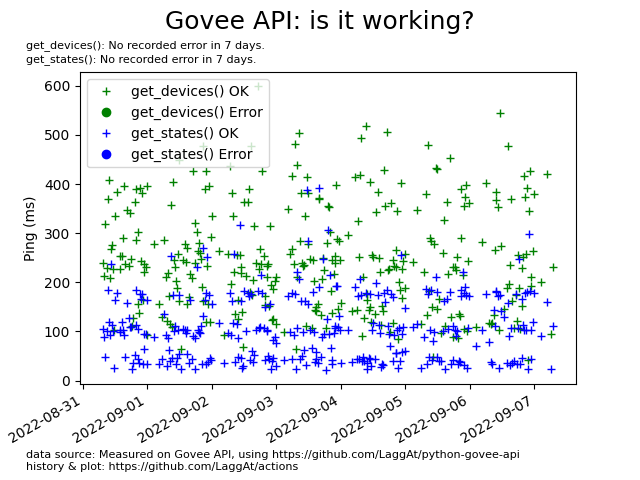 Govee API: is it working?
get_devices(): No recorded error in 7 days.
get_states(): No recorded error in 7 days.
get_devices() OK
get_devices() Error
get_states() OK
get_states() Error
Ping (ms)
600
500
400
300
200
100
0
2022-08-31
2022-09-01
2022-09-02
2022-09-03
2022-09-04
2022-09-05
2022-09-06
2022-09-07
data source: Measured on Govee API, using https://github.com/LaggAt/python-govee-api
history & plot: https://github.com/LaggAt/actions